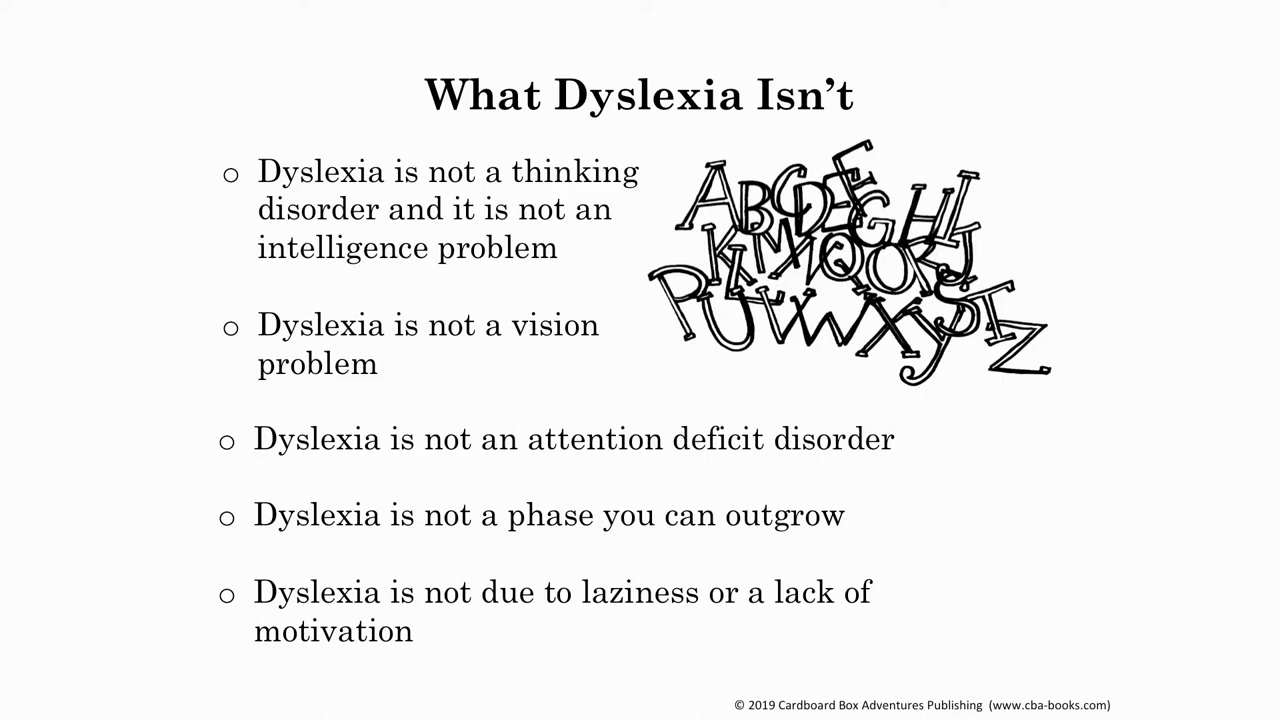 What Dyslexia Isn’t
o Dyslexia is not a thinking
disorder and it is not an
intelligence problem
o Dyslexia is not a vision
problem
o Dyslexia is not an attention deficit disorder
o Dyslexia is not a phase you can outgrow
o Dyslexia is not due to laziness or a lack of
motivation
A B C D E F G H I
K L M N Q O R J
P U V W X Y S T Z
© 2019 Cardboard Box Adventures Publishing (www.cba-books.com)